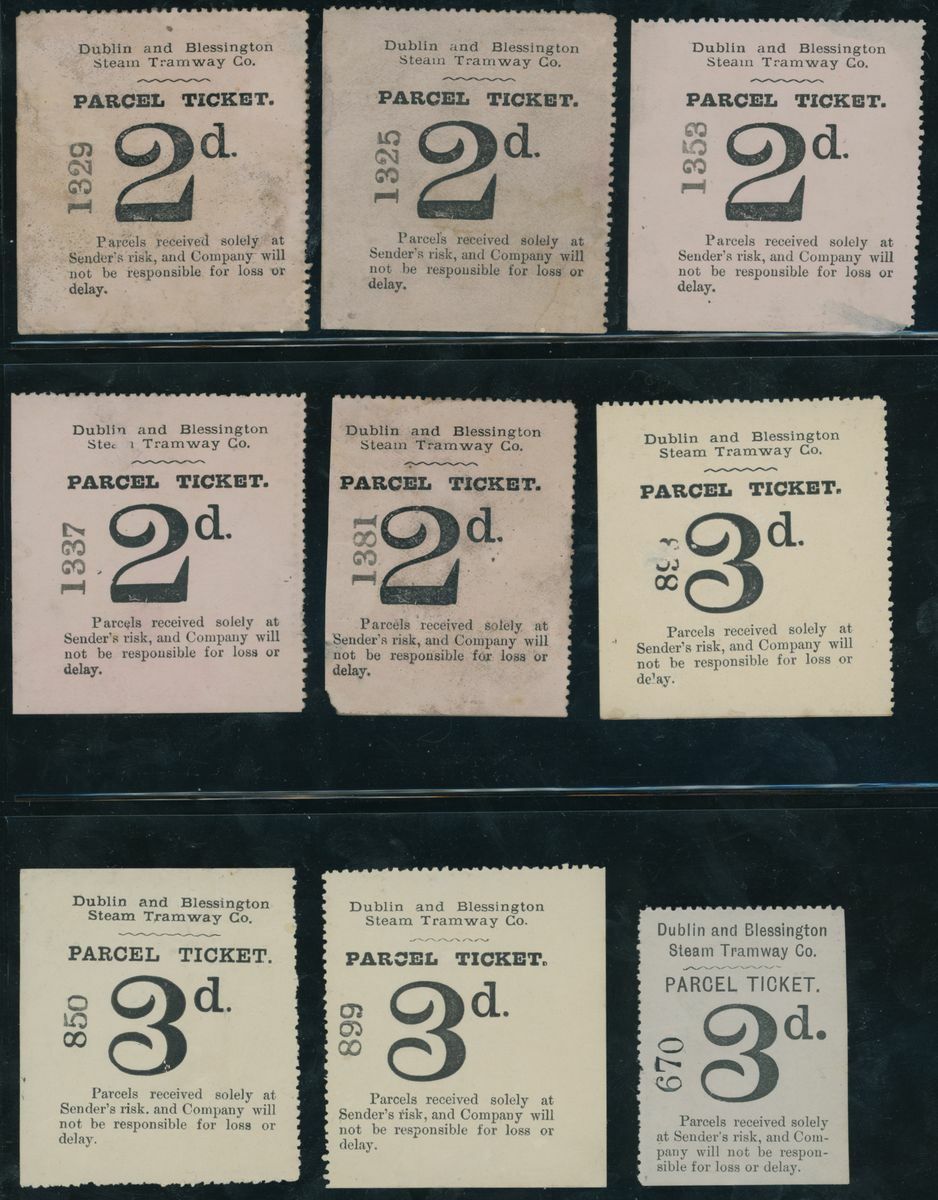 Dublin and Blessington
Steam Tramway Co.
PARCEL TICKET.
1329
2d.
Parcels received solely at
Sender's risk, and Company will
not be responsible for loss or
delay.
Dublin and Blessington
Steam Tramway Co.
PARCEL TICKET.
1325
2d.
Parcels received solely at
Sender's risk, and Company will
not be responsible for loss or
delay.
Dublin and Blessington
Steam Tramway Co.
PARCEL TICKET.
1353
2d.
Parcels received solely at
Sender's risk, and Company will
not be responsible for loss or
delay.
Dublin and Blessington
Steam Tramway Co.
PARCEL TICKET.
1337
2d.
Parcels received solely at
Sender's risk, and Company will
not be responsible for loss or
delay.
Dublin and Blessington
Steam Tramway Co.
PARCEL TICKET.
1381
2d.
Parcels received solely at
Sender's risk, and Company will
not be responsible for loss or
delay.
Dublin and Blessington
Steam Tramway Co.
PARCEL TICKET.
3d.
Parcels received solely at
Sender's risk, and Company will
not be responsible for loss or
delay.
Dublin and Blessington
Steam Tramway Co.
PARCEL TICKET.
850
3d.
Parcels received solely at
Sender's risk. and Company will
not be responsible for loss or
delay.
Dublin and Blessington
Steam Tramway Co.
PARCEL TICKET.
899
3d.
Parcels received solely at
Sender's risk, and Company will
not be responsible for loss or
delay.
Dublin and Blessington
Steam Tramway Co.
PARCEL TICKET.
670
3d.
Parcels received solely
at Sender's risk, and Com-
pany will not be respon-
sible for loss or delay.